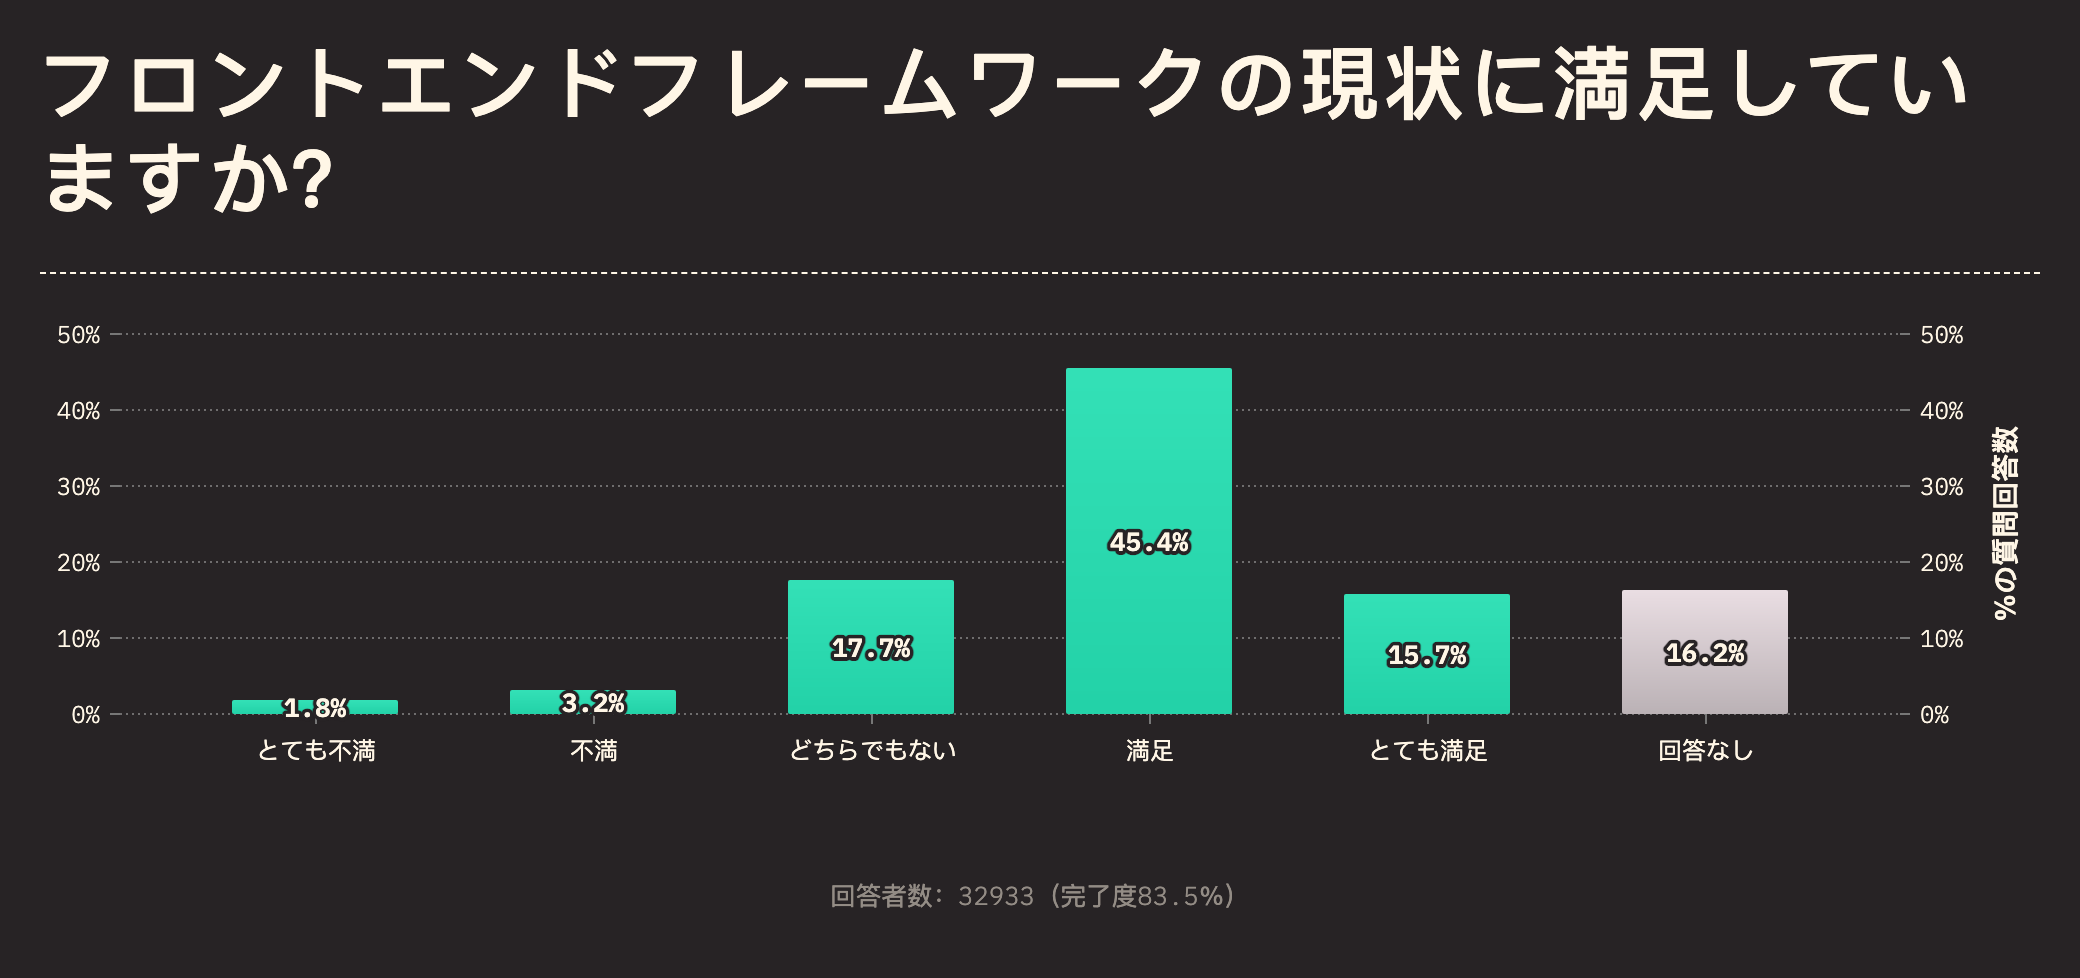 フロントエンドフレームワークの現状に満足してい
ますか?
50% 50%
40% 40%
30% 30%
20% 20%
10% 10%
0% 0%
1.8% 3.2% 17.7% 45.4% 15.7% 16.2%
とても不満 不満 どちらでもない 満足 とても満足 回答なし
%の質問回答数
回答者数: 32933 (完了度83.5%)